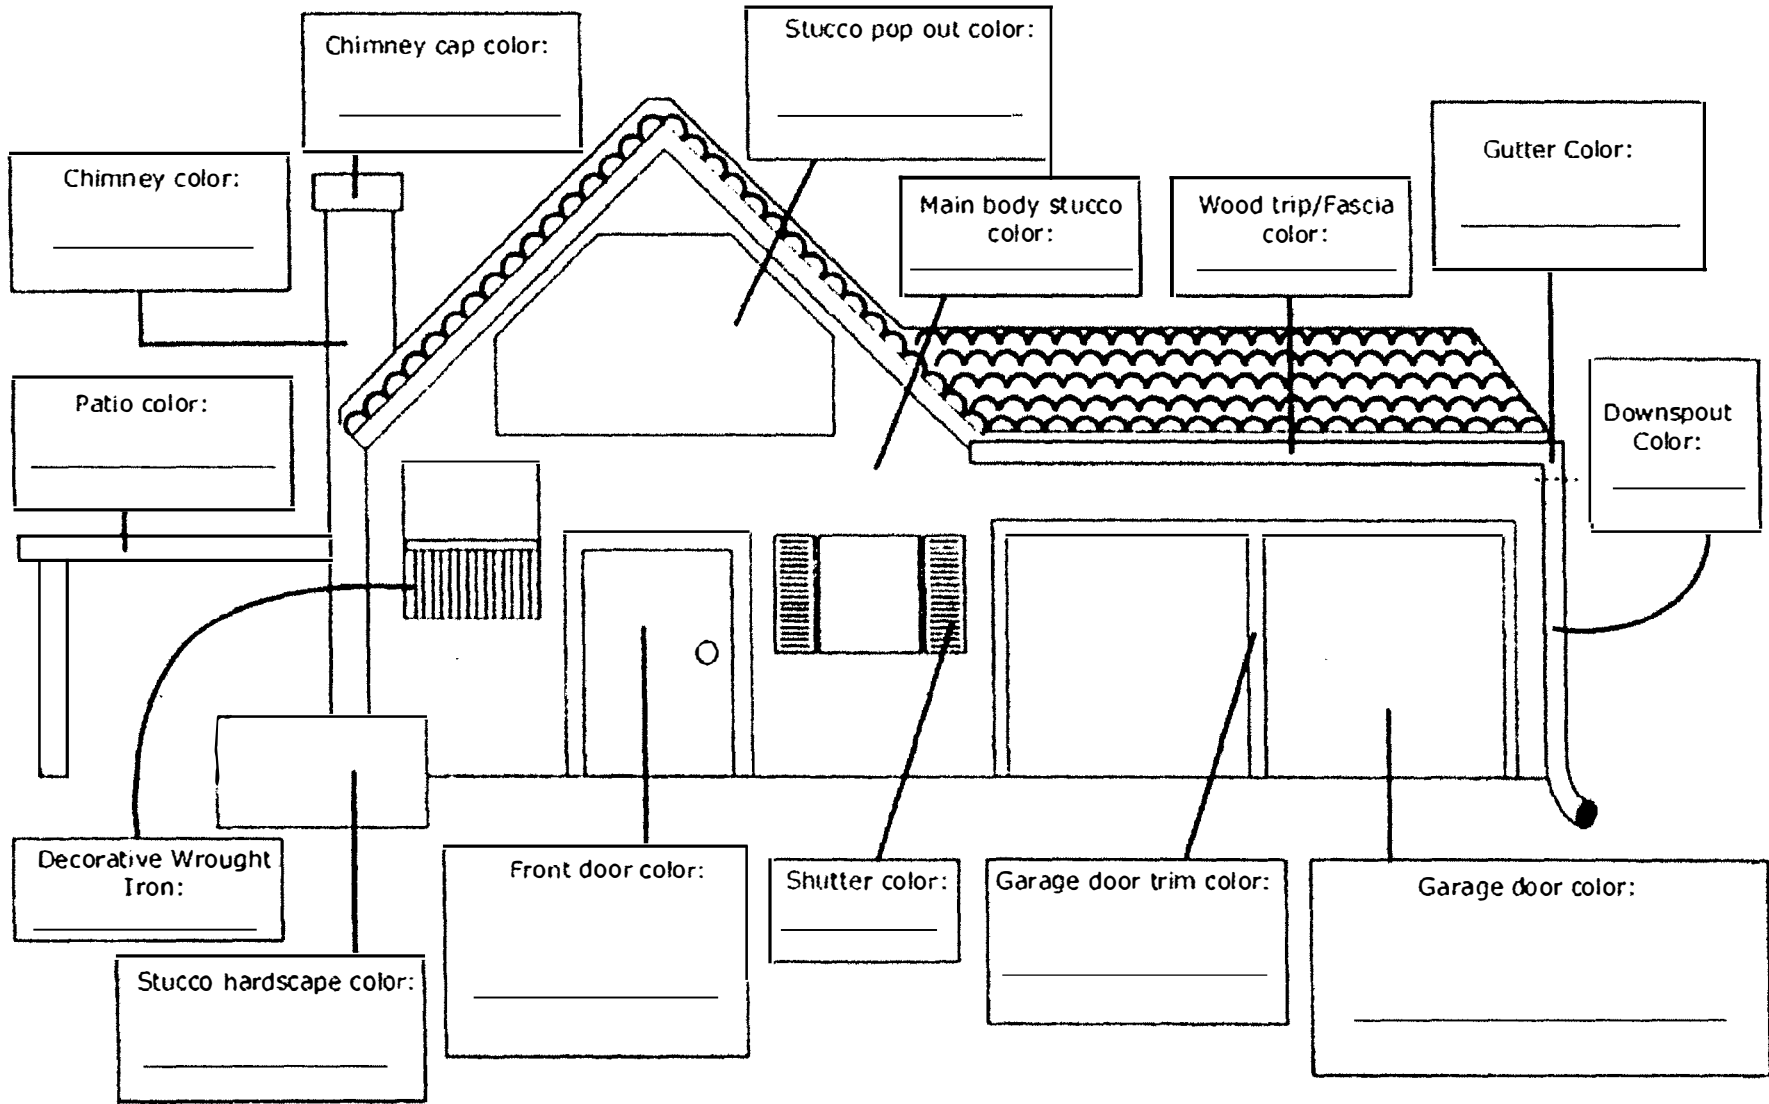 Chimney cap color:
Stucco pop out color:
Gutter Color:
Chimney color:
Main body stucco
color:
Wood trip/Fascia
color:
Patio color:
Downspout
Color:
Decorative Wrought
Iron:
Front door color:
Shutter color:
Garage door trim color:
Garage door color:
Stucco hardscape color: